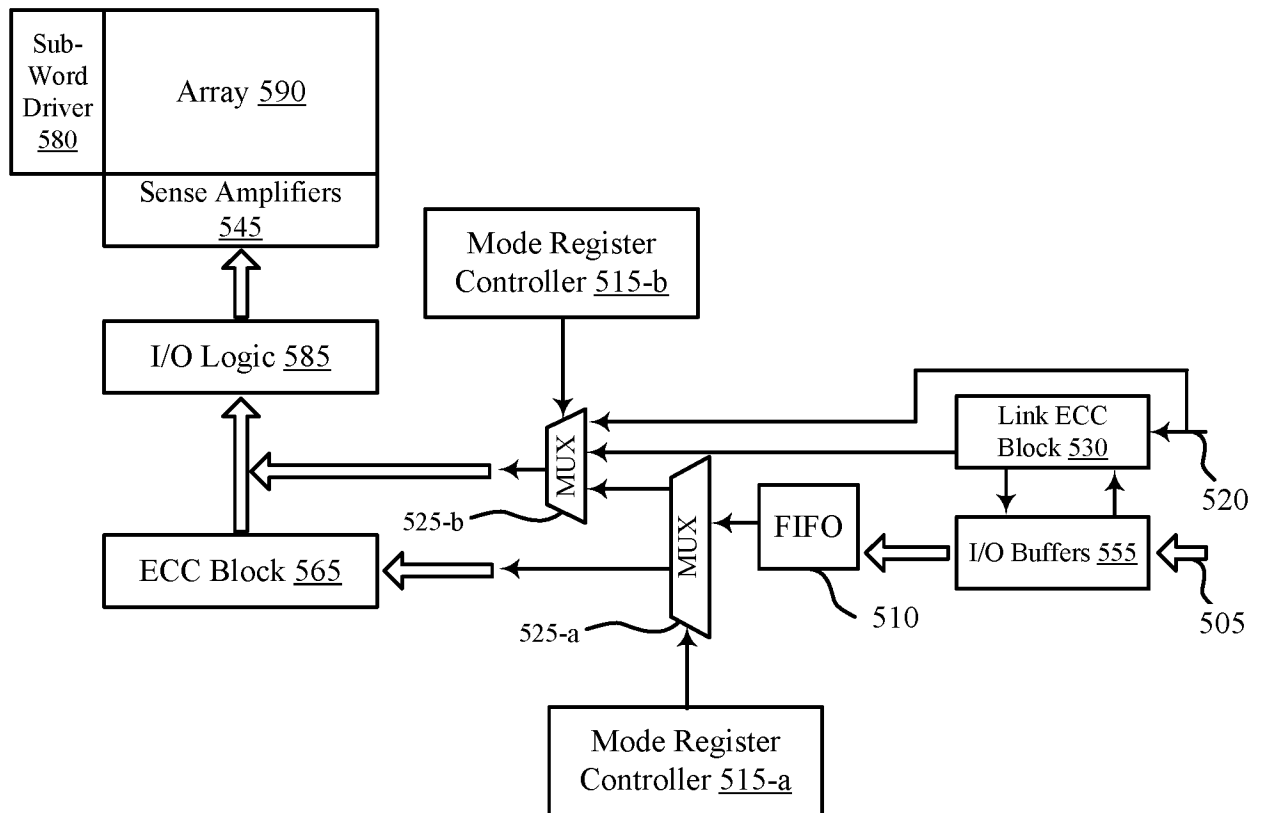 Sub-
Word
Driver
580
Array 590
Sense Amplifiers
545
Mode Register
Controller 515-b
I/O Logic 585
Link ECC
Block 530
MUX
520
525-b
MUX
FIFO
I/O Buffers 555
ECC Block 565
510
505
525-a
Mode Register
Controller 515-a